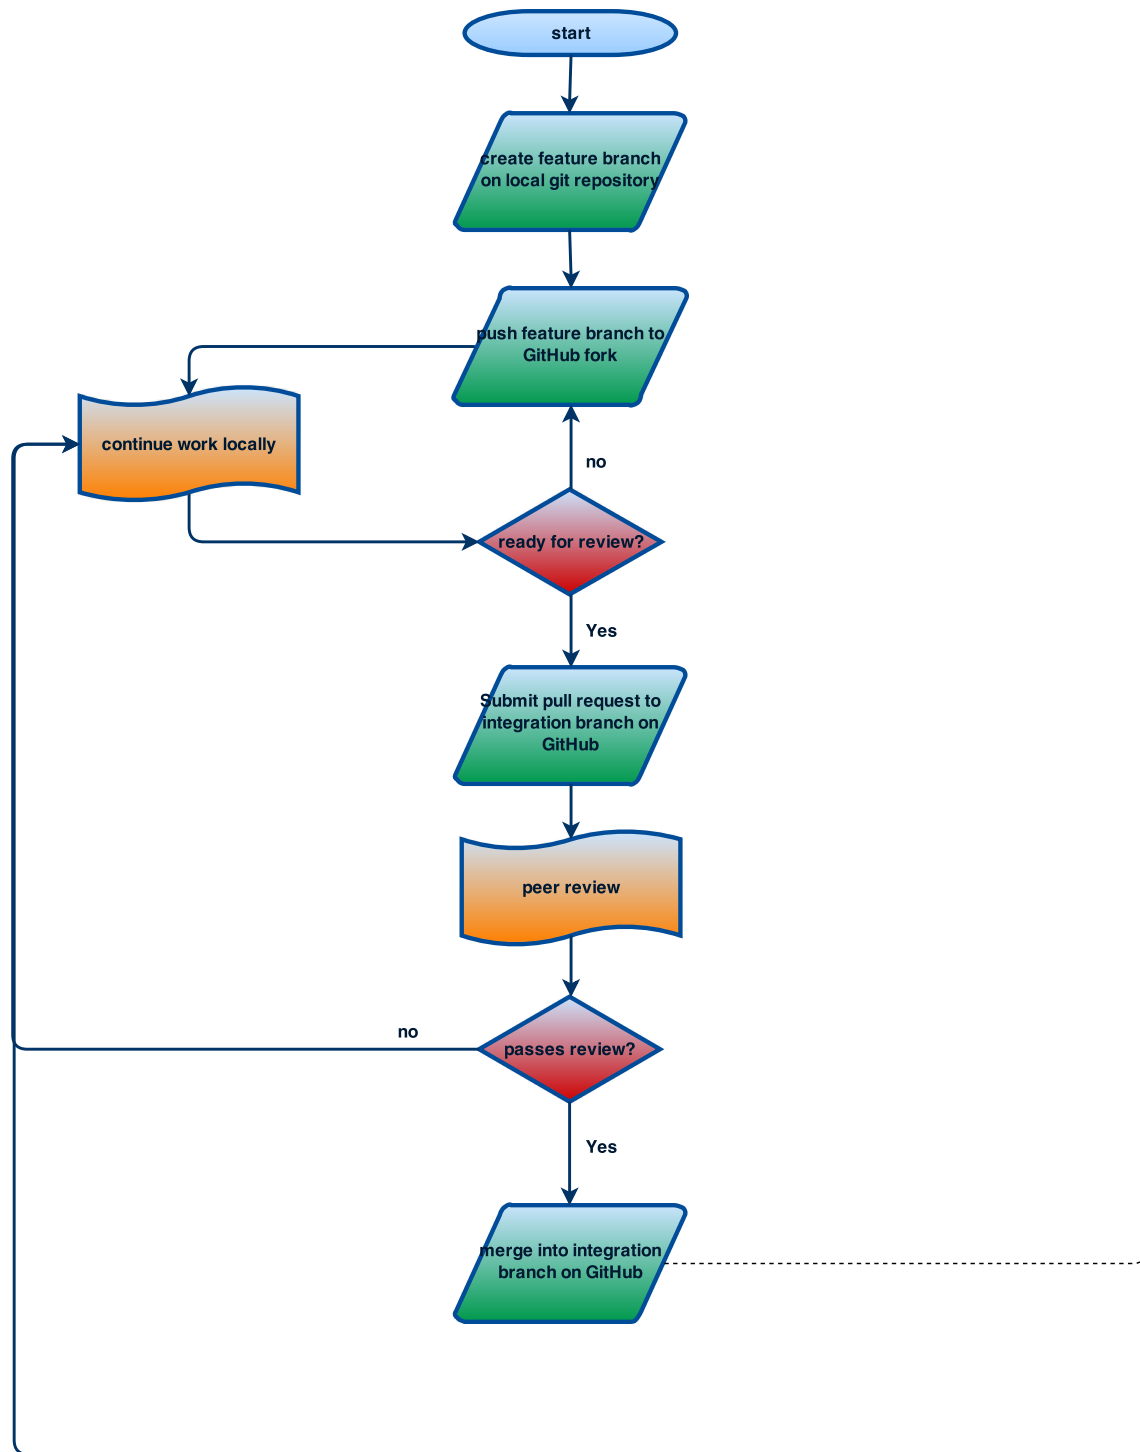 start
create feature branch
on local git repository
push feature branch to
GitHub fork
continue work locally
no
ready for review?
Yes
Submit pull request to
integration branch on
GitHub
peer review
no
passes review?
Yes
merge into integration
branch on GitHub